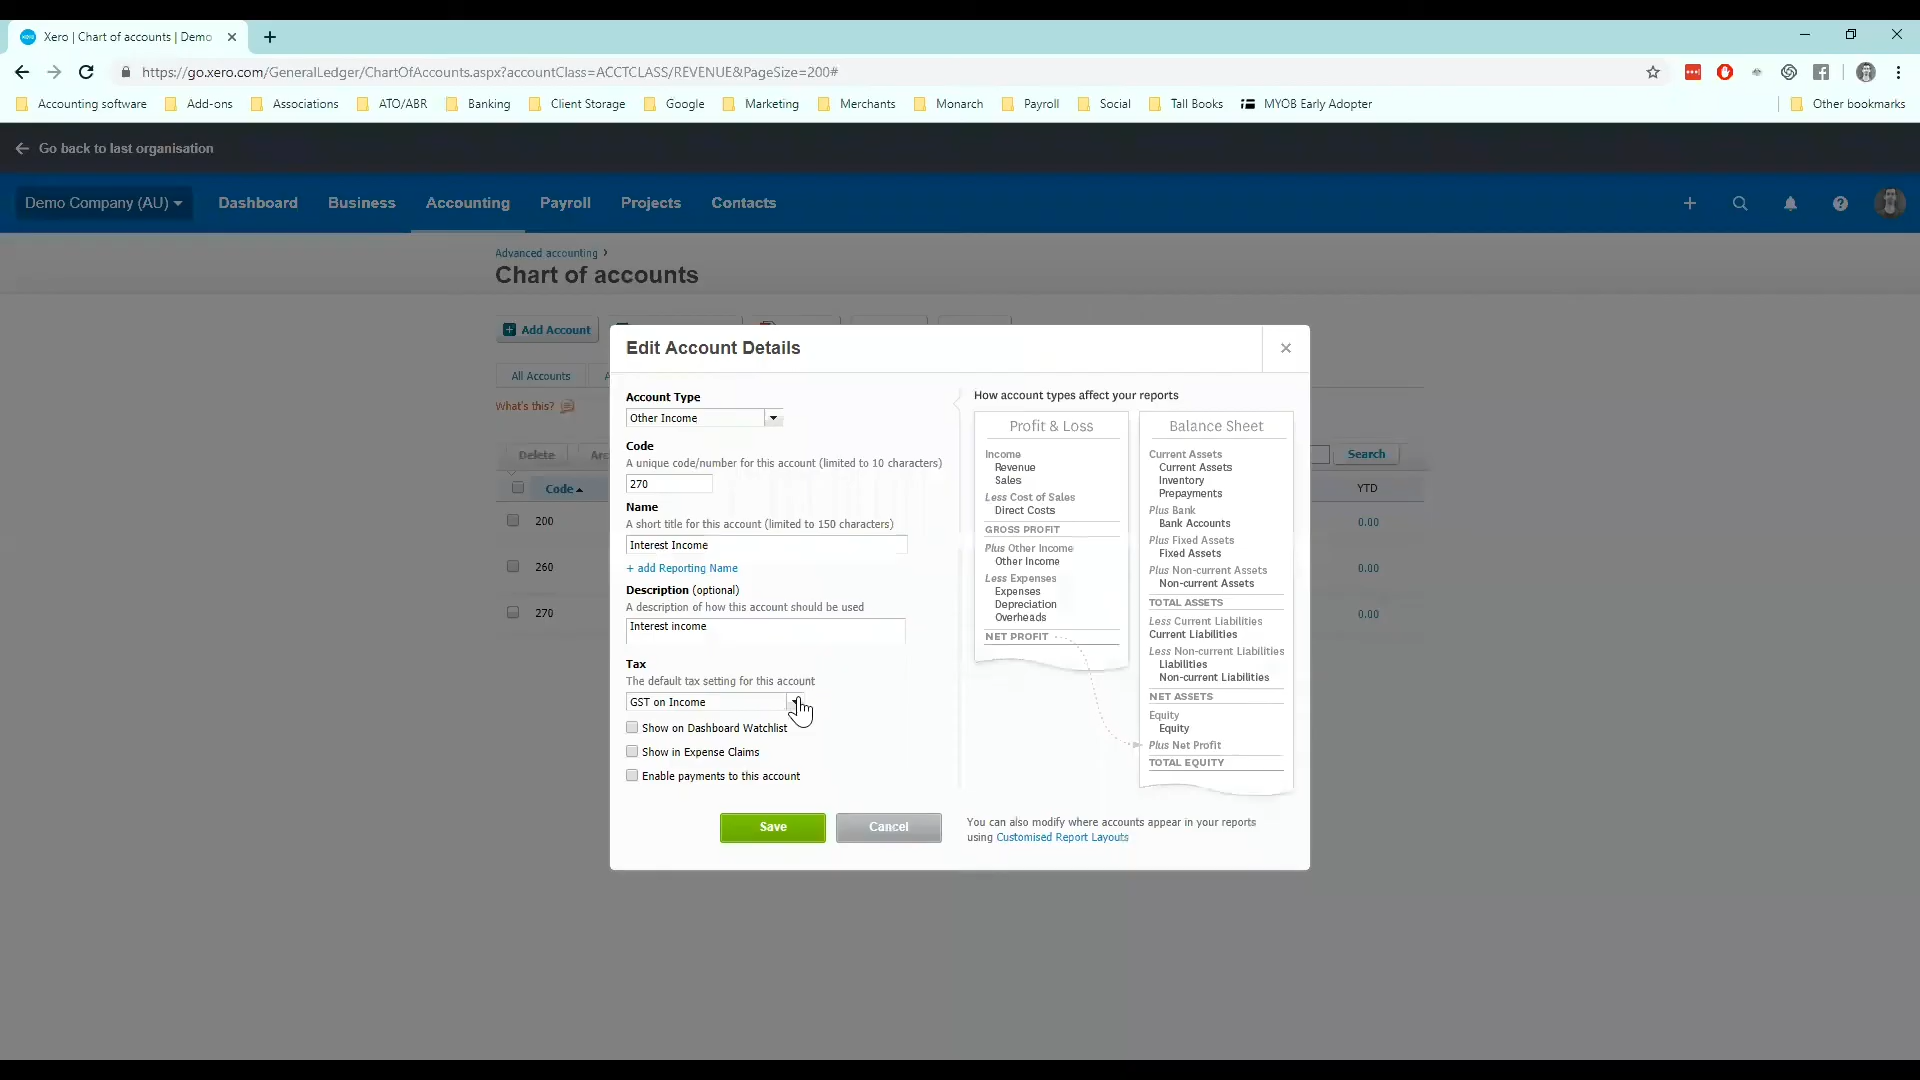 Xero | Chart of accounts | Demo
https://go.xero.com/GeneralLedger/ChartOfAccounts.aspx?accountClass=ACCTCLASS/REVENUE&PageSize=200#
Accounting software Add-ons Associations ATO/ABR Banking Client Storage Google Marketing Merchants Monarch Payroll Social Tall Books MYOB Early Adopter Other bookmarks
Go back to last organisation
Demo Company (AU) Dashboard Business Accounting Payroll Projects Contacts
Advanced accounting ›
Chart of accounts
Add Account
All Accounts
What's this?
Delete
Search
Code
YTD
200 0.00
260 0.00
270 0.00
Edit Account Details
Account Type
Other Income
Code
A unique code/number for this account (limited to 10 characters)
270
Name
A short title for this account (limited to 150 characters)
Interest Income
+ add Reporting Name
Description (optional)
A description of how this account should be used
Interest income
Tax
The default tax setting for this account
GST on Income
Show on Dashboard Watchlist
Show in Expense Claims
Enable payments to this account
Save Cancel
How account types affect your reports
Profit & Loss
Income
Revenue
Sales
Less Cost of Sales
Direct Costs
GROSS PROFIT
Plus Other Income
Other Income
Less Expenses
Expenses
Depreciation
Overheads
NET PROFIT
Balance Sheet
Current Assets
Current Assets
Inventory
Prepayments
Plus Bank
Bank Accounts
Plus Fixed Assets
Fixed Assets
Plus Non-current Assets
Non-current Assets
TOTAL ASSETS
Less Current Liabilities
Current Liabilities
Less Non-current Liabilities
Liabilities
Non-current Liabilities
NET ASSETS
Equity
Equity
Plus Net Profit
TOTAL EQUITY
You can also modify where accounts appear in your reports
using Customised Report Layouts